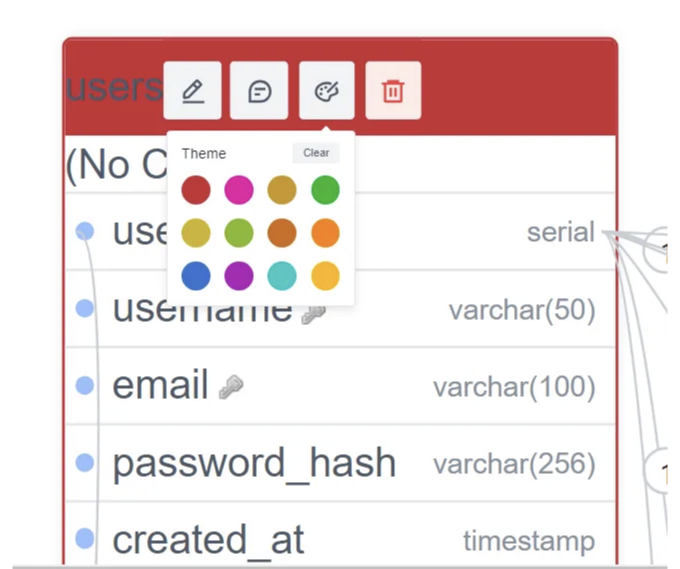 users
Theme Clear
(No C
use serial
username varchar(50)
email varchar(100)
password_hash varchar(256)
created_at timestamp